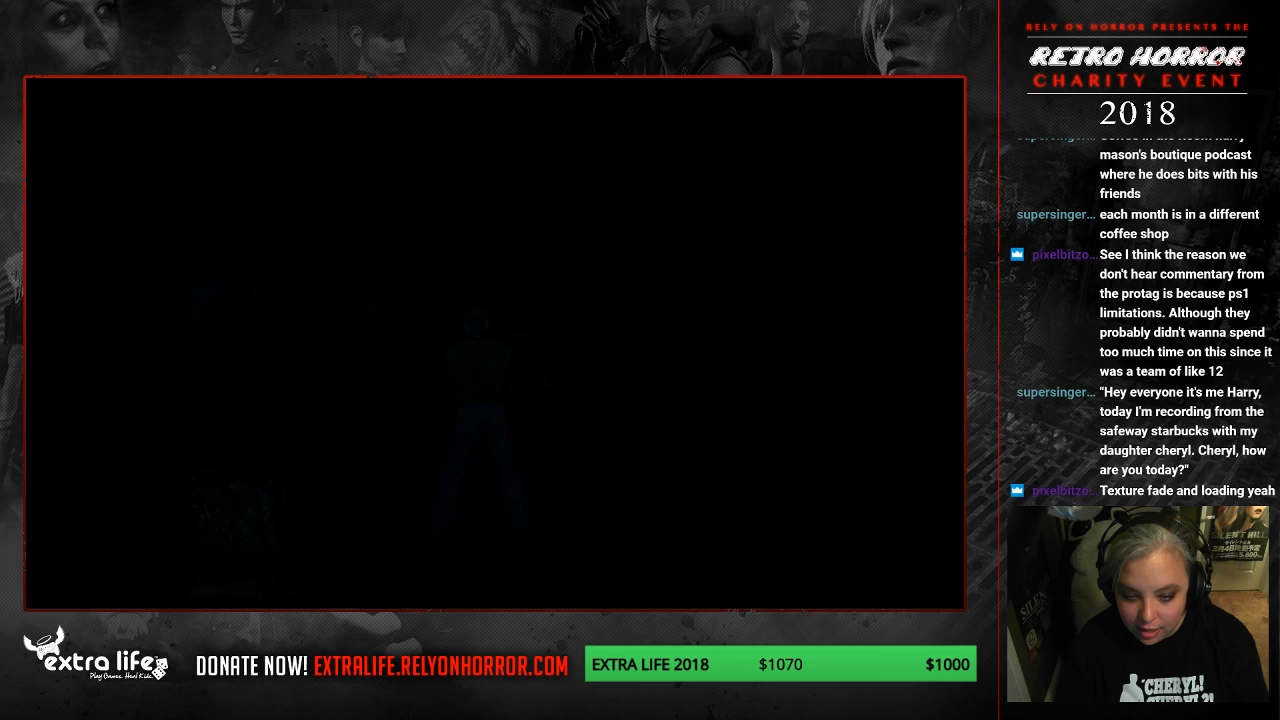 RELY ON HORROR PRESENTS THE
RETRO HORROR
CHARITY EVENT
2018
mason's boutique podcast
where he does bits with his
friends
supersinger... each month is in a different
coffee shop
pixelbitzo... See I think the reason we
don't hear commentary from
the protag is because ps1
limitations. Although they
probably didn't wanna spend
too much time on this since it
was a team of like 12
supersinger... "Hey everyone it's me Harry,
today I'm recording from the
safeway starbucks with my
daughter cheryl. Cheryl, how
are you today?"
pixelbitzo... Texture fade and loading yeah
SILENT HILL
SILEN
CHERYL!
CHERYL?!
extra life
Play Games. Heal Kids.
DONATE NOW! EXTRALIFE.RELYONHORROR.COM
EXTRA LIFE 2018 $1070 $1000